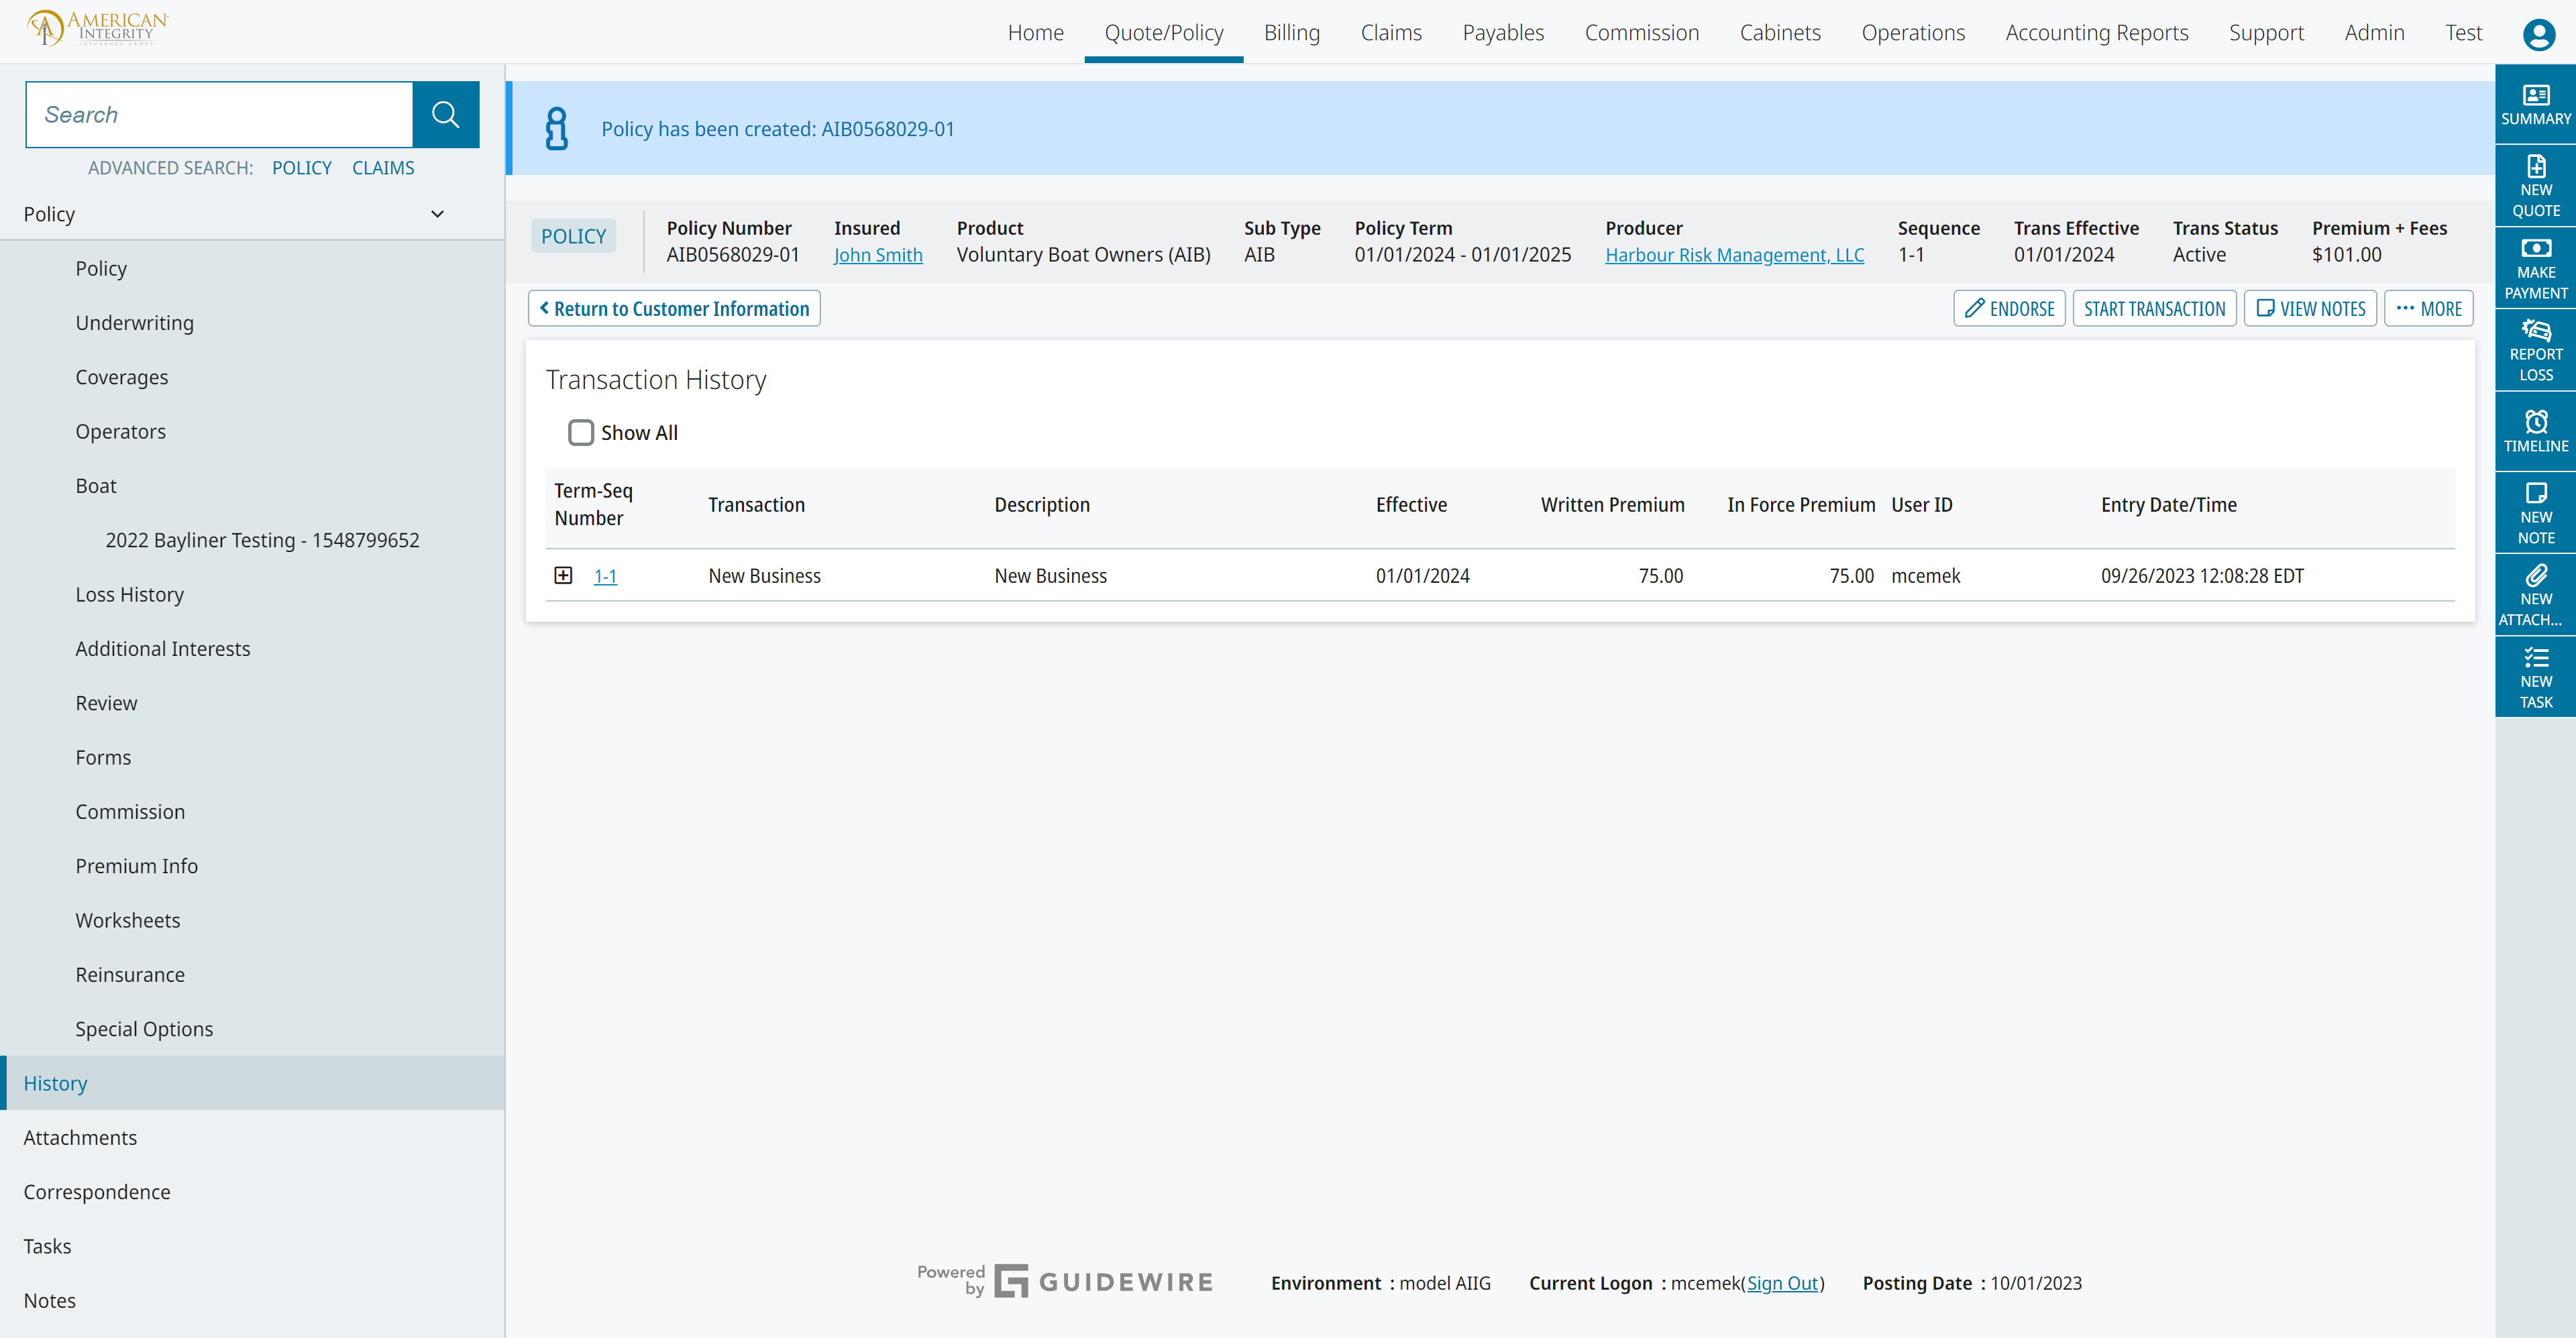 AMERICAN
INTEGRITY
INSURANCE GROUP
Home Quote/Policy Billing Claims Payables Commission Cabinets Operations Accounting Reports Support Admin Test
Search
ADVANCED SEARCH: POLICY CLAIMS
Policy
Policy
Underwriting
Coverages
Operators
Boat
2022 Bayliner Testing - 1548799652
Loss History
Additional Interests
Review
Forms
Commission
Premium Info
Worksheets
Reinsurance
Special Options
History
Attachments
Correspondence
Tasks
Notes
Policy has been created: AIB0568029-01
POLICY
Policy Number Insured Product Sub Type Policy Term Producer Sequence Trans Effective Trans Status Premium + Fees
AIB0568029-01 John Smith Voluntary Boat Owners (AIB) AIB 01/01/2024 - 01/01/2025 Harbour Risk Management, LLC 1-1 01/01/2024 Active $101.00
Return to Customer Information ENDORSE START TRANSACTION VIEW NOTES ... MORE
Transaction History
Show All
Term-Seq
Number Transaction Description Effective Written Premium In Force Premium User ID Entry Date/Time
1-1 New Business New Business 01/01/2024 75.00 75.00 mcemek 09/26/2023 12:08:28 EDT
SUMMARY
NEW
QUOTE
MAKE
PAYMENT
REPORT
LOSS
TIMELINE
NEW
NOTE
NEW
ATTACH...
NEW
TASK
Powered
by GUIDEWIRE Environment : model AIIG Current Logon : mcemek(Sign Out) Posting Date : 10/01/2023